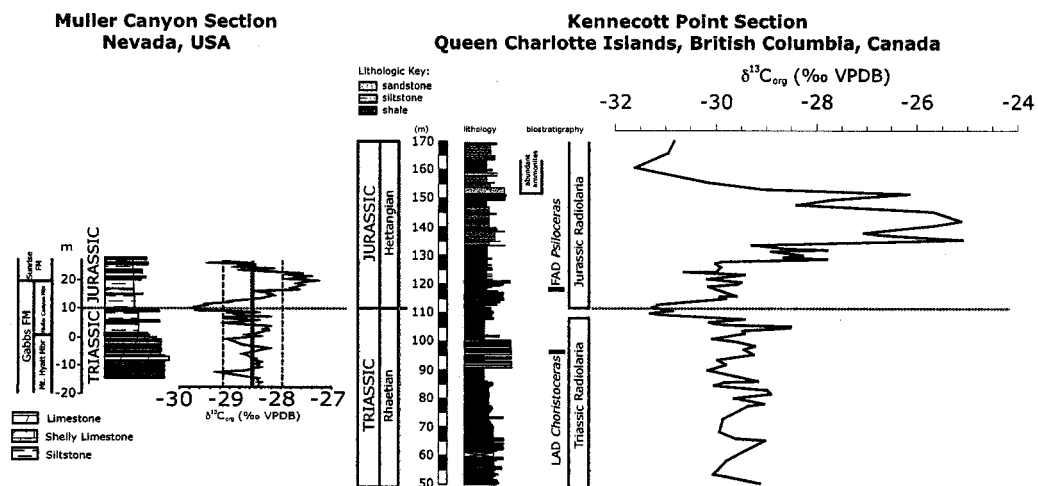 Muller Canyon Section
Nevada, USA
Kennecott Point Section
Queen Charlotte Islands, British Columbia, Canada
Lithologic Key:
sandstone
siltstone
shale
δ¹³Corg (‰ VPDB)
-32
-30
-28
-26
-24
(m)
lithology
biostratigraphy
170
160
150
140
130
120
110
100
90
80
70
60
50
JURASSIC
Hettangian
TRIASSIC
Rhaetian
abundant
ammonites
FAD Psiloceras
Jurassic Radiolaria
LAD Choristoceras
Triassic Radiolaria
m
20
10
0
-10
-20
Sunrise
FM
Gabbs FM
Mt. Hyatt Mbr
TRIASSIC
JURASSIC
-30
-29
-28
-27
δ¹³Corg (‰ VPDB)
Limestone
Shelly Limestone
Siltstone